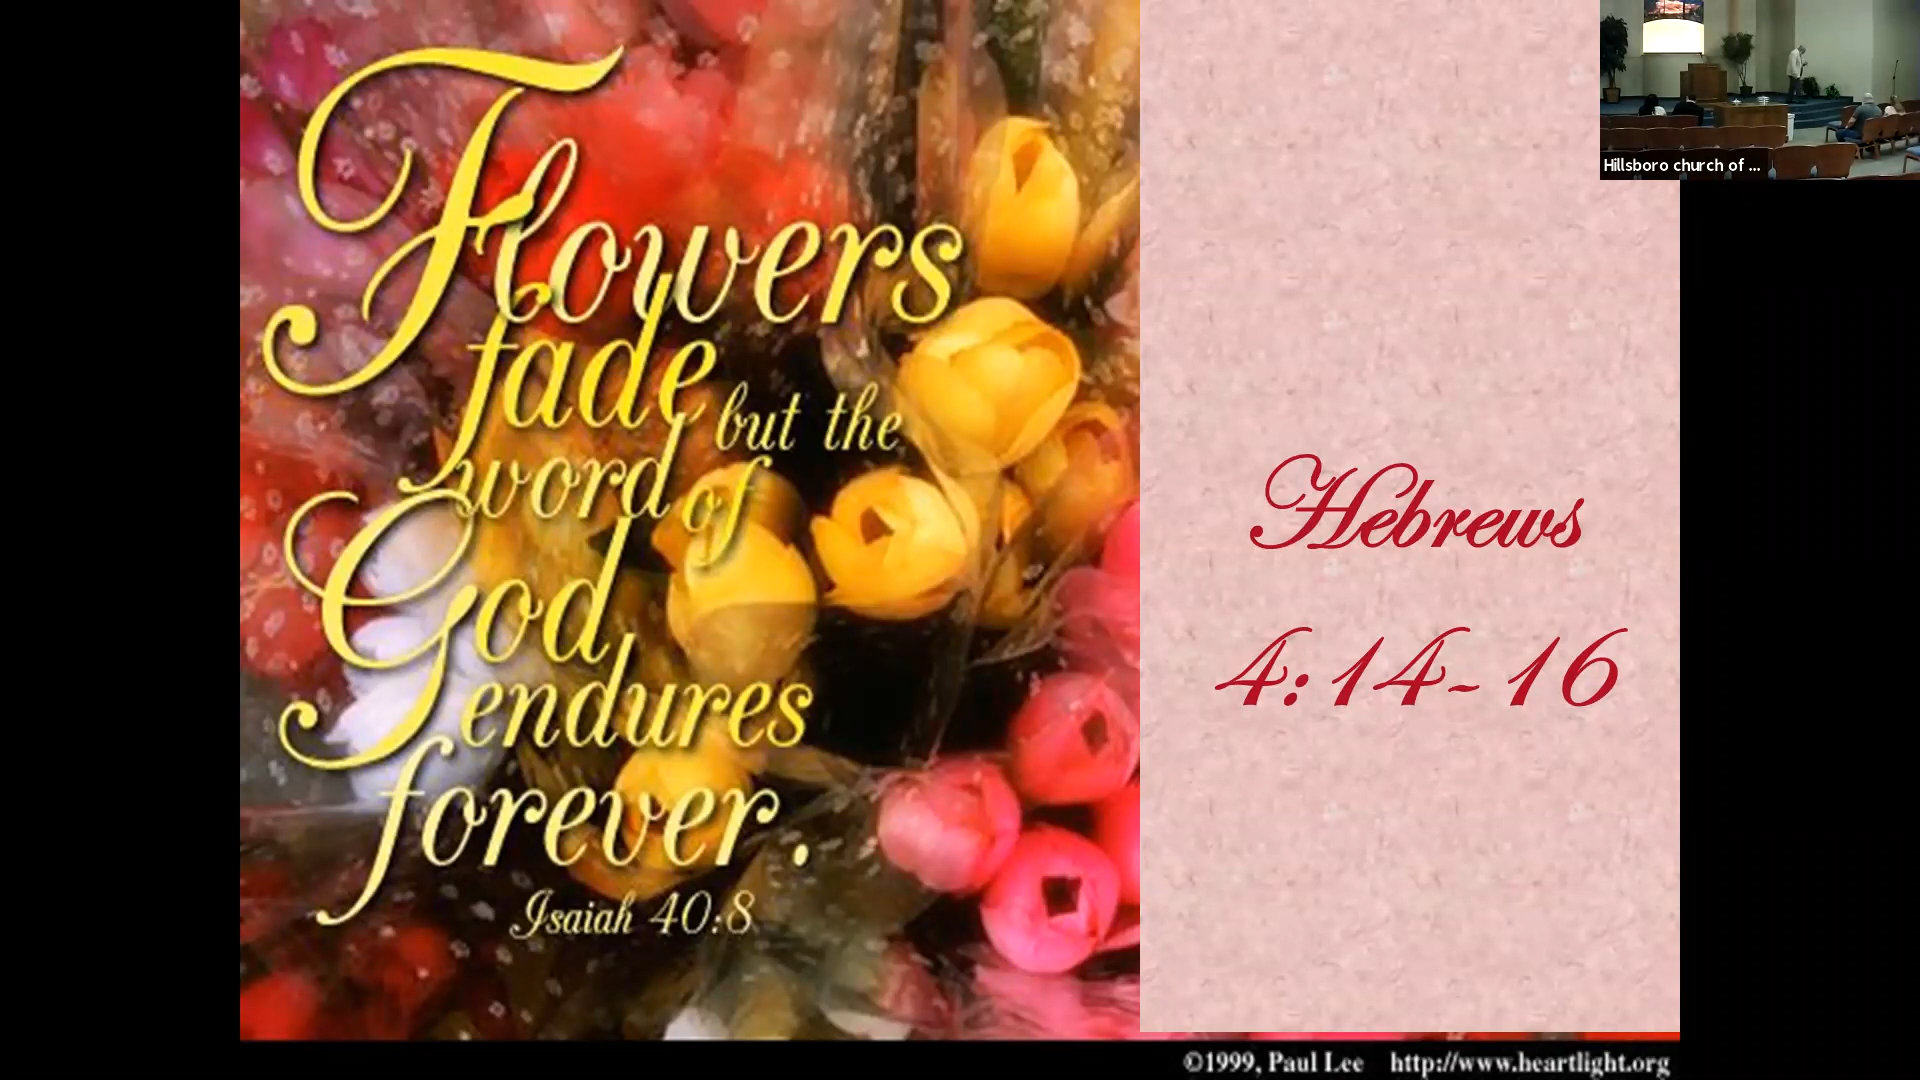 Flowers
fade but the
word of
God
endures
forever.
Isaiah 40:8
Hebrews
4:14-16
Hillsboro church of ...
©1999, Paul Lee http://www.heartlight.org